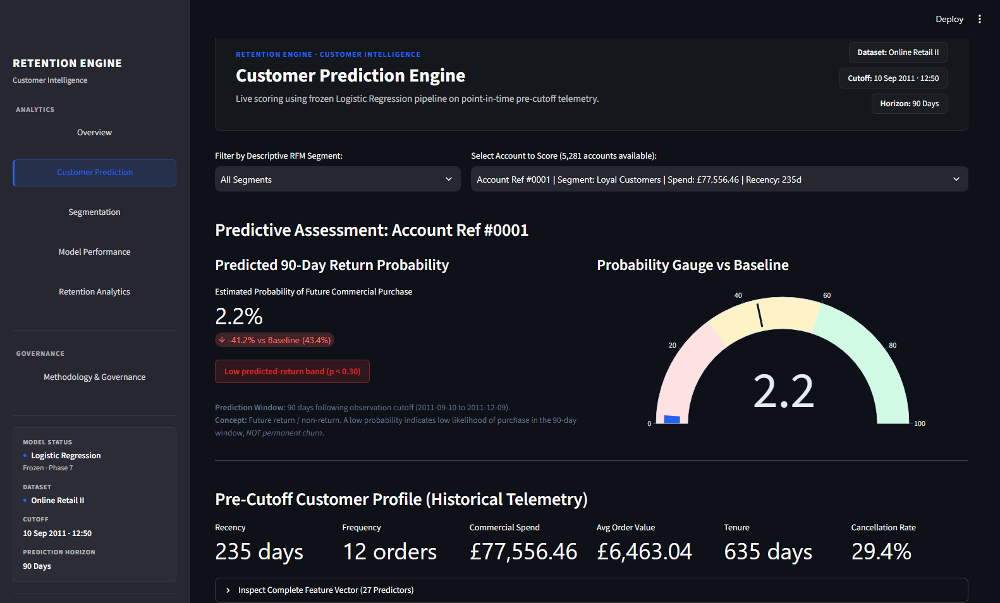 Deploy
RETENTION ENGINE
Customer Intelligence
ANALYTICS
Overview
Customer Prediction
Segmentation
Model Performance
Retention Analytics
GOVERNANCE
Methodology & Governance
MODEL STATUS
• Logistic Regression
Frozen · Phase 7
DATASET
• Online Retail II
CUTOFF
10 Sep 2011 · 12:50
PREDICTION HORIZON
90 Days
RETENTION ENGINE · CUSTOMER INTELLIGENCE
Customer Prediction Engine
Live scoring using frozen Logistic Regression pipeline on point-in-time pre-cutoff telemetry.
Dataset: Online Retail II
Cutoff: 10 Sep 2011 · 12:50
Horizon: 90 Days
Filter by Descriptive RFM Segment:
All Segments
Select Account to Score (5,281 accounts available):
Account Ref #0001 | Segment: Loyal Customers | Spend: £77,556.46 | Recency: 235d
Predictive Assessment: Account Ref #0001
Predicted 90-Day Return Probability
Estimated Probability of Future Commercial Purchase
2.2%
↓ -41.2% vs Baseline (43.4%)
Low predicted-return band (p < 0.30)
Prediction Window: 90 days following observation cutoff (2011-09-10 to 2011-12-09).
Concept: Future return / non-return. A low probability indicates low likelihood of purchase in the 90-day
window, NOT permanent churn.
Probability Gauge vs Baseline
0
20
40
60
80
100
2.2
Pre-Cutoff Customer Profile (Historical Telemetry)
Recency
235 days
Frequency
12 orders
Commercial Spend
£77,556.46
Avg Order Value
£6,463.04
Tenure
635 days
Cancellation Rate
29.4%
Inspect Complete Feature Vector (27 Predictors)